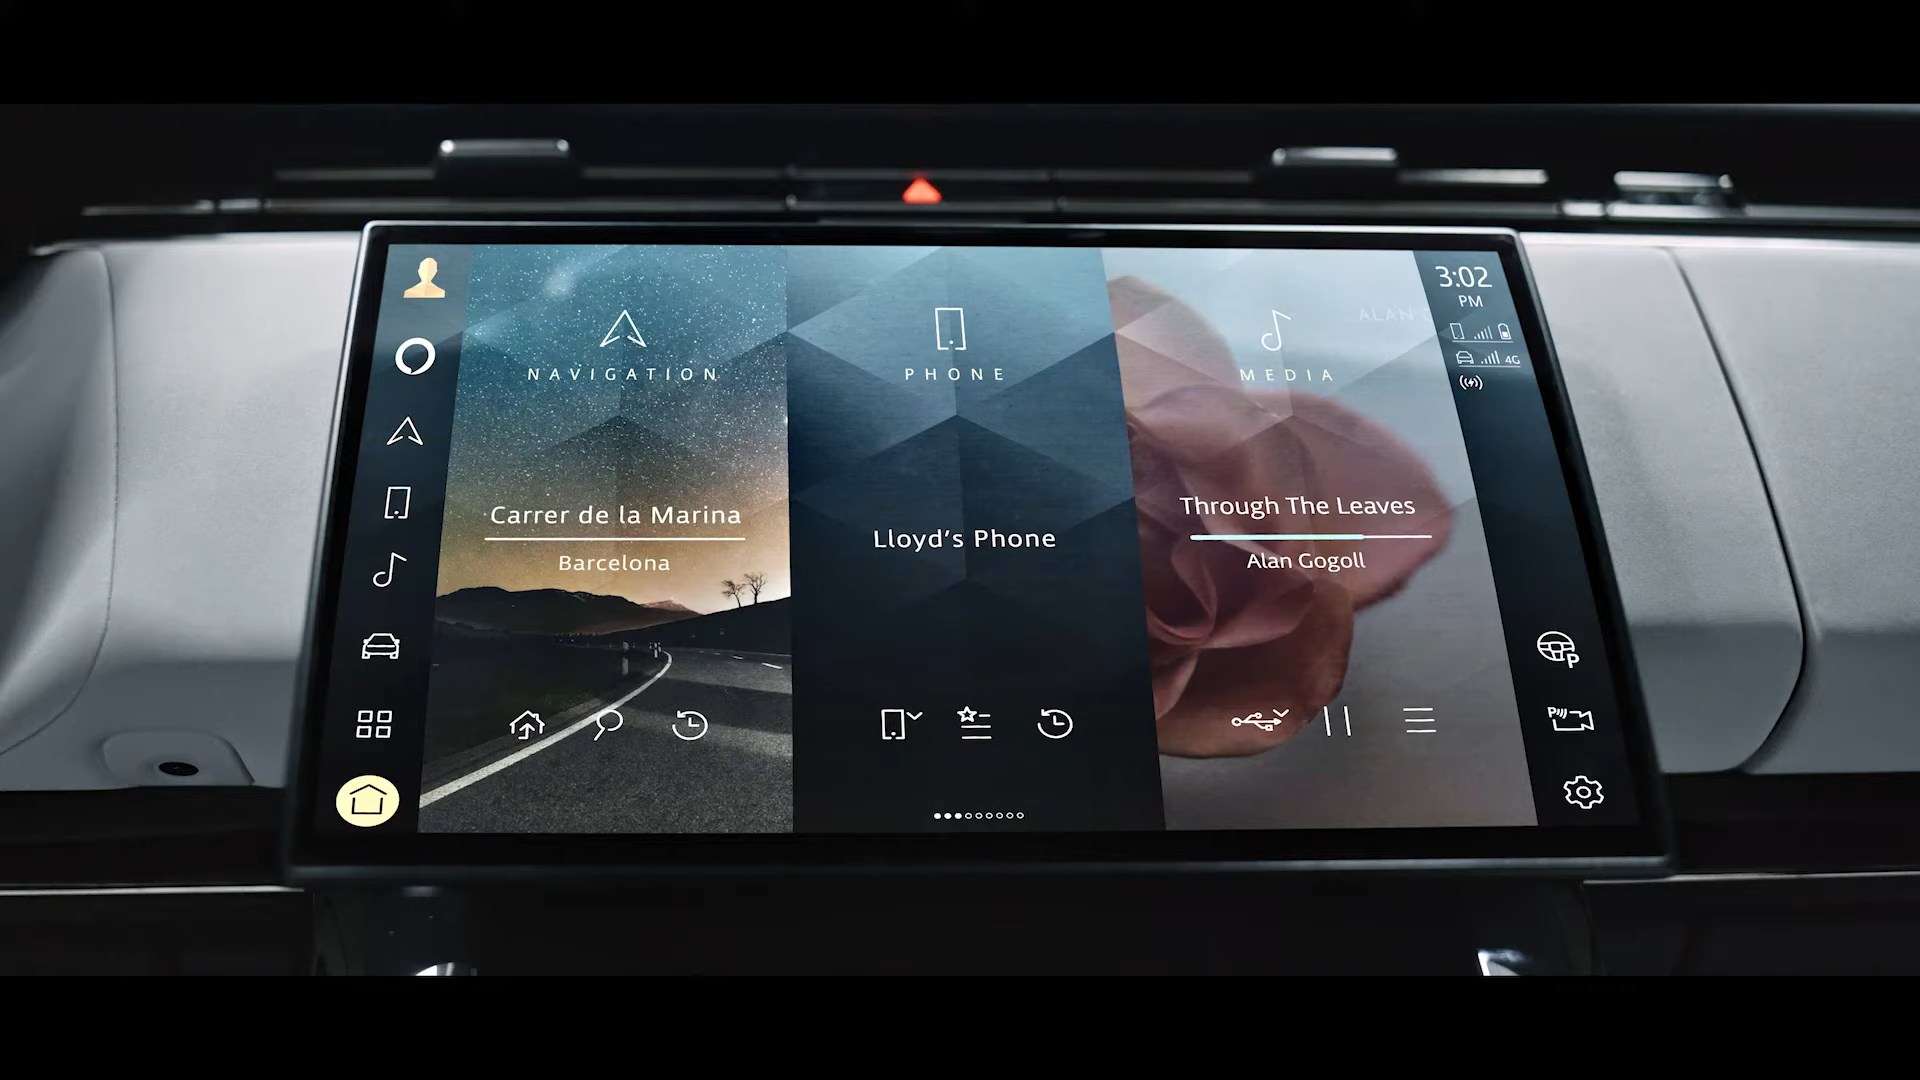 3:02
PM
4G
NAVIGATION
PHONE
MEDIA
ALAN
Carrer de la Marina
Barcelona
Lloyd's Phone
Through The Leaves
Alan Gogoll
P
P